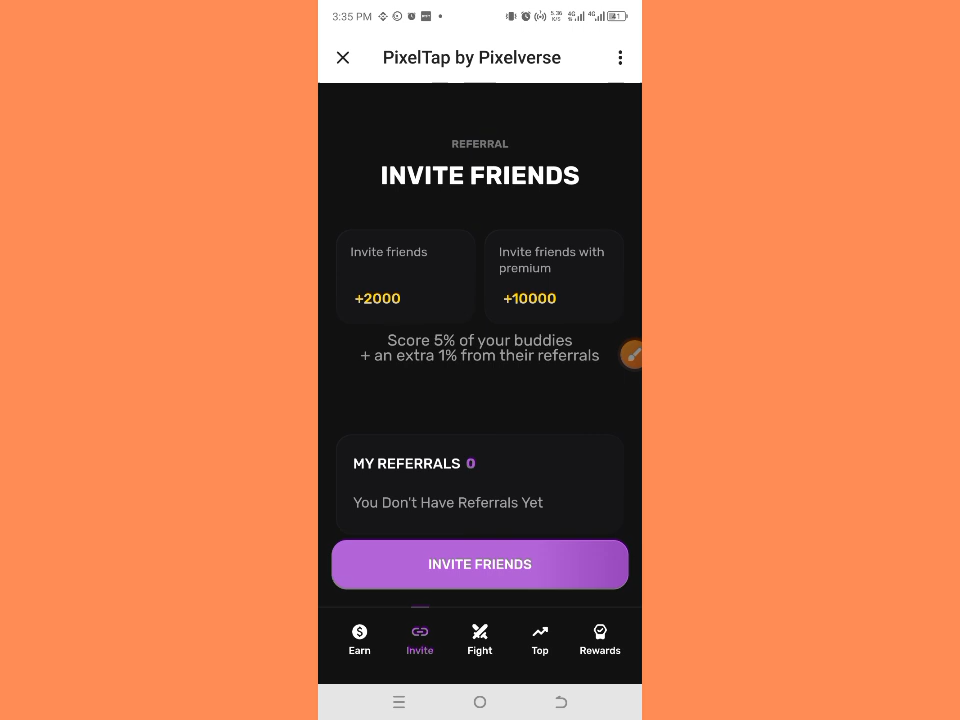 3:35 PM
PixelTap by Pixelverse
REFERRAL
INVITE FRIENDS
Invite friends
+2000
Invite friends with
premium
+10000
Score 5% of your buddies
+ an extra 1% from their referrals
MY REFERRALS 0
You Don't Have Referrals Yet
INVITE FRIENDS
Earn
Invite
Fight
Top
Rewards